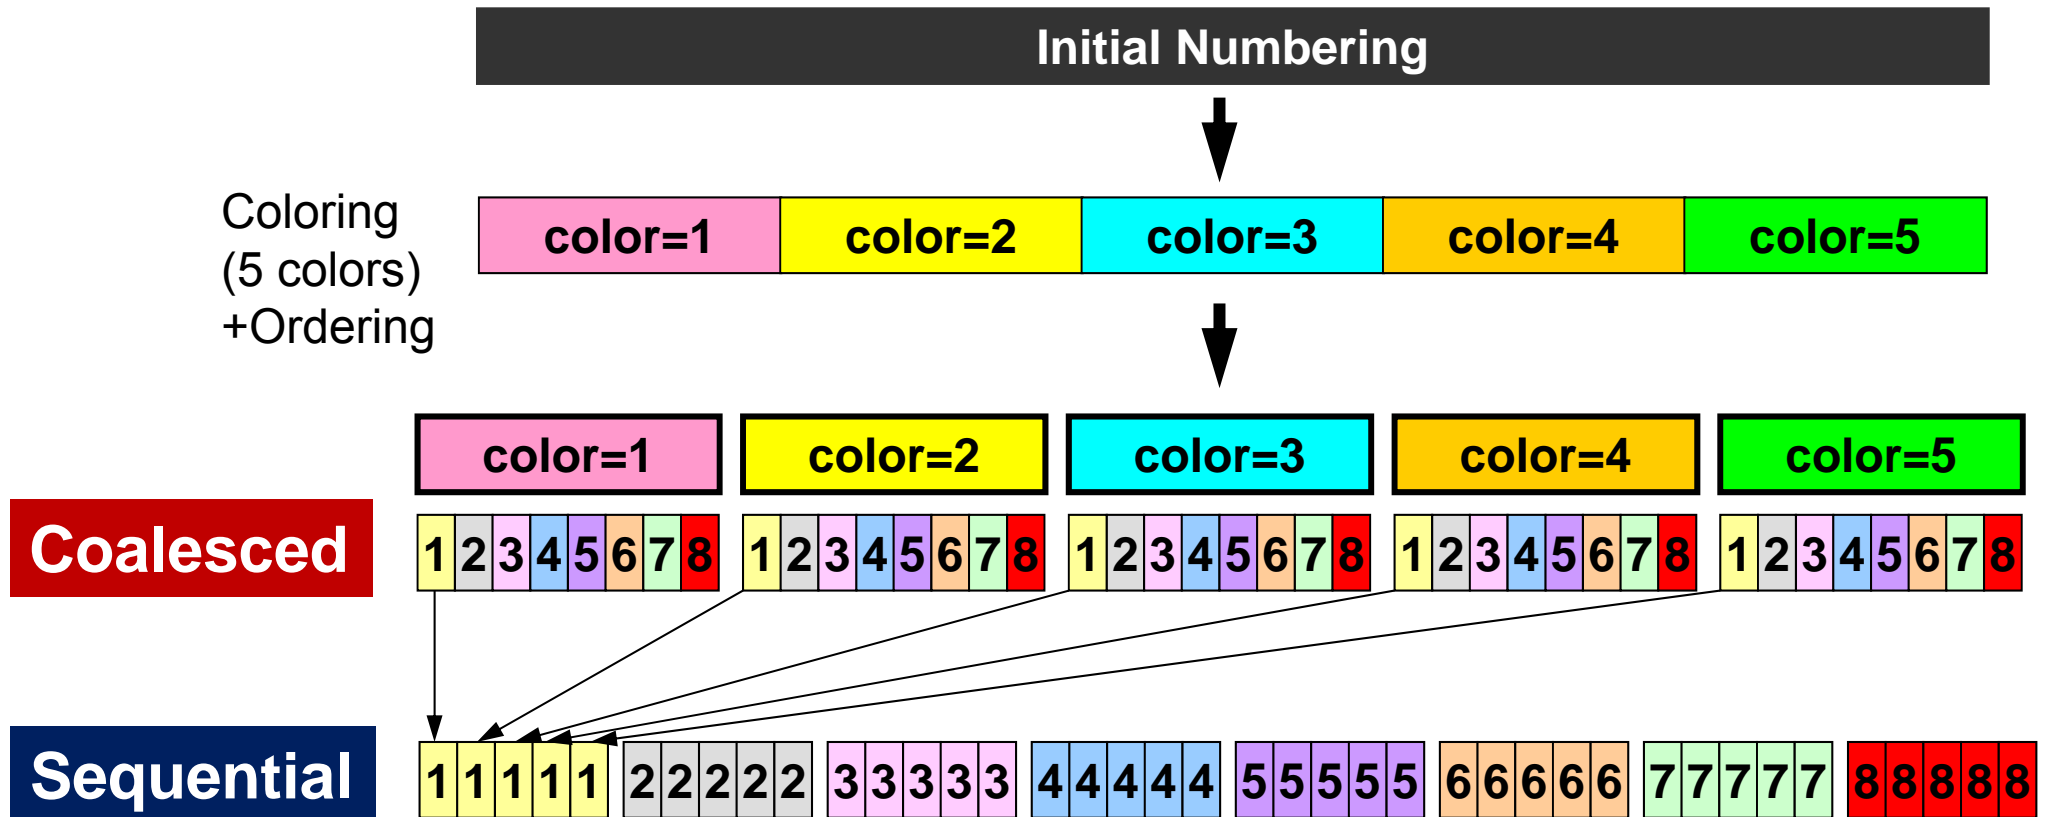 Initial Numbering
Coloring
(5 colors)
+Ordering
color=1 color=2 color=3 color=4 color=5
color=1 color=2 color=3 color=4 color=5
Coalesced
1 2 3 4 5 6 7 8 1 2 3 4 5 6 7 8 1 2 3 4 5 6 7 8 1 2 3 4 5 6 7 8 1 2 3 4 5 6 7 8
Sequential
1 1 1 1 1 2 2 2 2 2 3 3 3 3 3 4 4 4 4 4 5 5 5 5 5 6 6 6 6 6 7 7 7 7 7 8 8 8 8 8